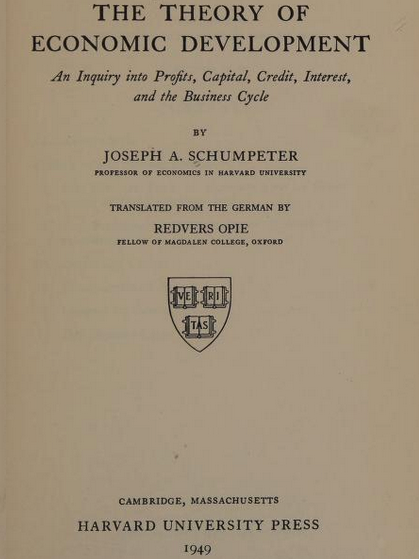 THE THEORY OF
ECONOMIC DEVELOPMENT
An Inquiry into Profits, Capital, Credit, Interest,
and the Business Cycle
BY
JOSEPH A. SCHUMPETER
PROFESSOR OF ECONOMICS IN HARVARD UNIVERSITY
TRANSLATED FROM THE GERMAN BY
REDVERS OPIE
FELLOW OF MAGDALEN COLLEGE, OXFORD
VE RI
TAS
CAMBRIDGE, MASSACHUSETTS
HARVARD UNIVERSITY PRESS
1949